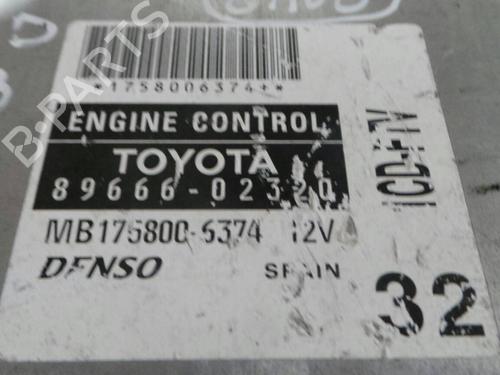 B-PARTS
*1758006374**
ENGINE CONTROL
TOYOTA
89666-02320
1CD-FTV
MB175800-6374 12V
DENSO SPAIN
32